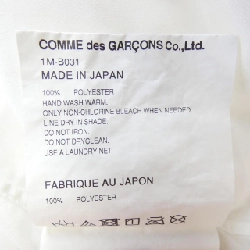 COMME des GARÇONS Co.,Ltd.
1M-B031
MADE IN JAPAN
100% POLYESTER
HAND WASH WARM.
ONLY NON-CHLORINE BLEACH WHEN NEEDED.
LINE DRY IN SHADE.
DO NOT IRON.
DO NOT DRYCLEAN.
USE A LAUNDRY NET
FABRIQUE AU JAPON
100% POLYESTER